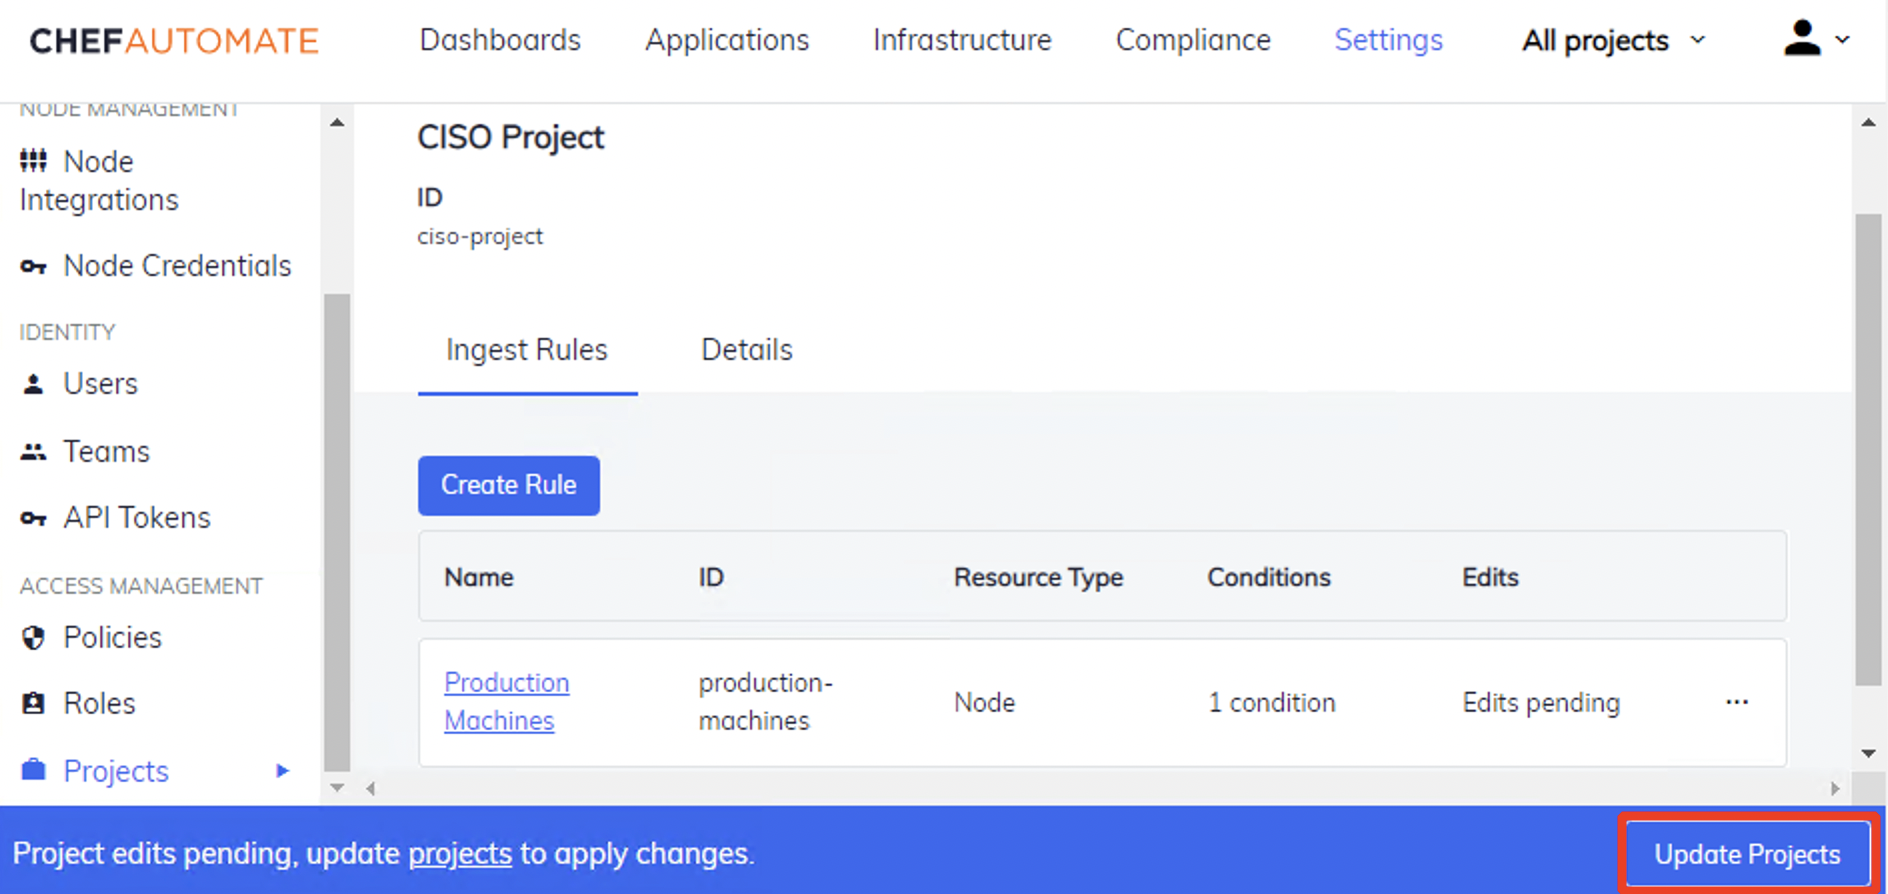 CHEFAUTOMATE Dashboards Applications Infrastructure Compliance Settings All projects
NODE MANAGEMENT
Node
Integrations
Node Credentials
IDENTITY
Users
Teams
API Tokens
ACCESS MANAGEMENT
Policies
Roles
Projects
CISO Project
ID
ciso-project
Ingest Rules Details
Create Rule
Name ID Resource Type Conditions Edits
Production
Machines
production-
machines
Node
1 condition
Edits pending
...
Project edits pending, update projects to apply changes.
Update Projects